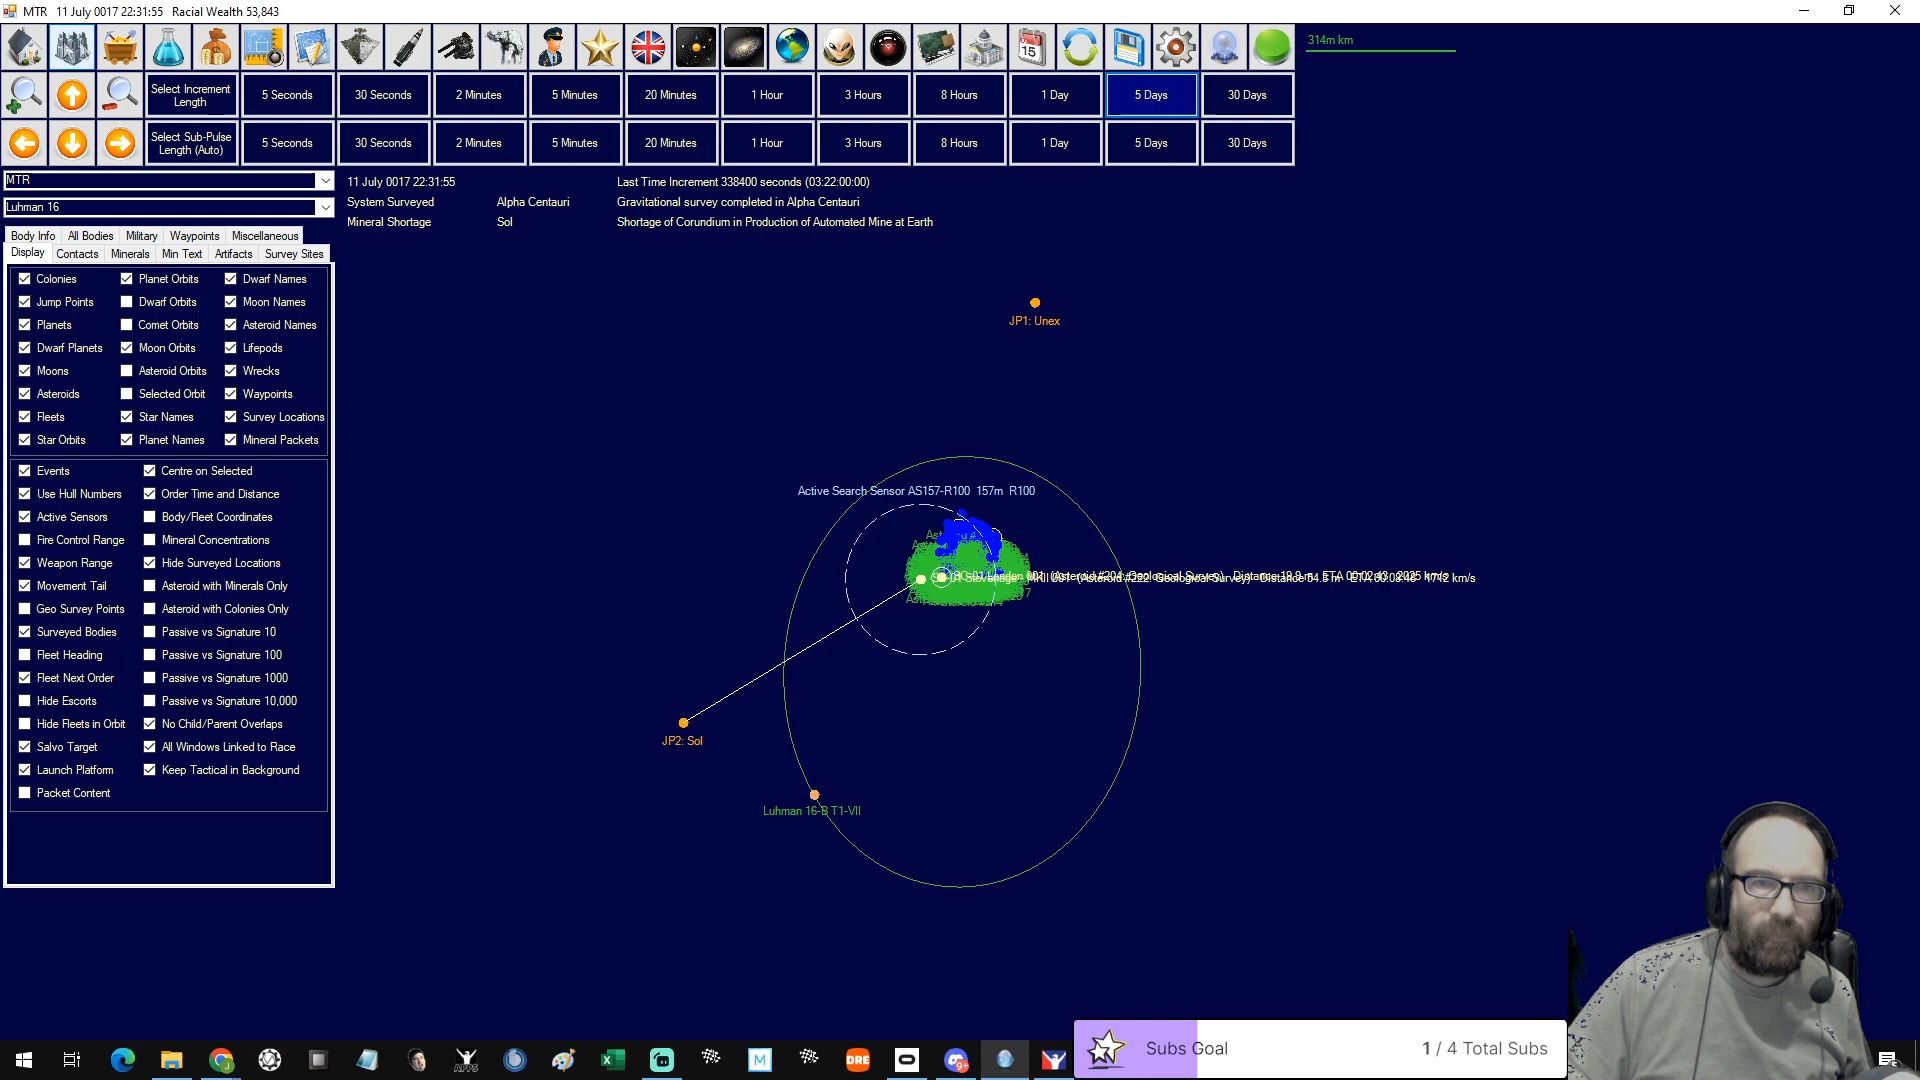 MTR   11 July 0017 22:31:55   Racial Wealth 53,843
314m km
Select Increment Length
5 Seconds
30 Seconds
2 Minutes
5 Minutes
20 Minutes
1 Hour
3 Hours
8 Hours
1 Day
5 Days
30 Days
Select Sub-Pulse Length (Auto)
5 Seconds
30 Seconds
2 Minutes
5 Minutes
20 Minutes
1 Hour
3 Hours
8 Hours
1 Day
5 Days
30 Days
MTR
Luhman 16
11 July 0017 22:31:55   Last Time Increment 338400 seconds (03:22:00:00)
System Surveyed   Alpha Centauri   Gravitational survey completed in Alpha Centauri
Mineral Shortage   Sol   Shortage of Corundium in Production of Automated Mine at Earth
Body Info   All Bodies   Military   Waypoints   Miscellaneous
Display   Contacts   Minerals   Min Text   Artifacts   Survey Sites
Colonies   Planet Orbits   Dwarf Names
Jump Points   Dwarf Orbits   Moon Names
Planets   Comet Orbits   Asteroid Names
Dwarf Planets   Moon Orbits   Lifepods
Moons   Asteroid Orbits   Wrecks
Asteroids   Selected Orbit   Waypoints
Fleets   Star Names   Survey Locations
Star Orbits   Planet Names   Mineral Packets
Events   Centre on Selected
Use Hull Numbers   Order Time and Distance
Active Sensors   Body/Fleet Coordinates
Fire Control Range   Mineral Concentrations
Weapon Range   Hide Surveyed Locations
Movement Tail   Asteroid with Minerals Only
Geo Survey Points   Asteroid with Colonies Only
Surveyed Bodies   Passive vs Signature 10
Fleet Heading   Passive vs Signature 100
Fleet Next Order   Passive vs Signature 1000
Hide Escorts   Passive vs Signature 10,000
Hide Fleets in Orbit   No Child/Parent Overlaps
Salvo Target   All Windows Linked to Race
Launch Platform   Keep Tactical in Background
Packet Content
JP1: Unex
Active Search Sensor AS157-R100  157m  R100
JP2: Sol
Luhman 16-B T1-VII
15
APPS
M
DRE
9+
Subs Goal   1 / 4 Total Subs